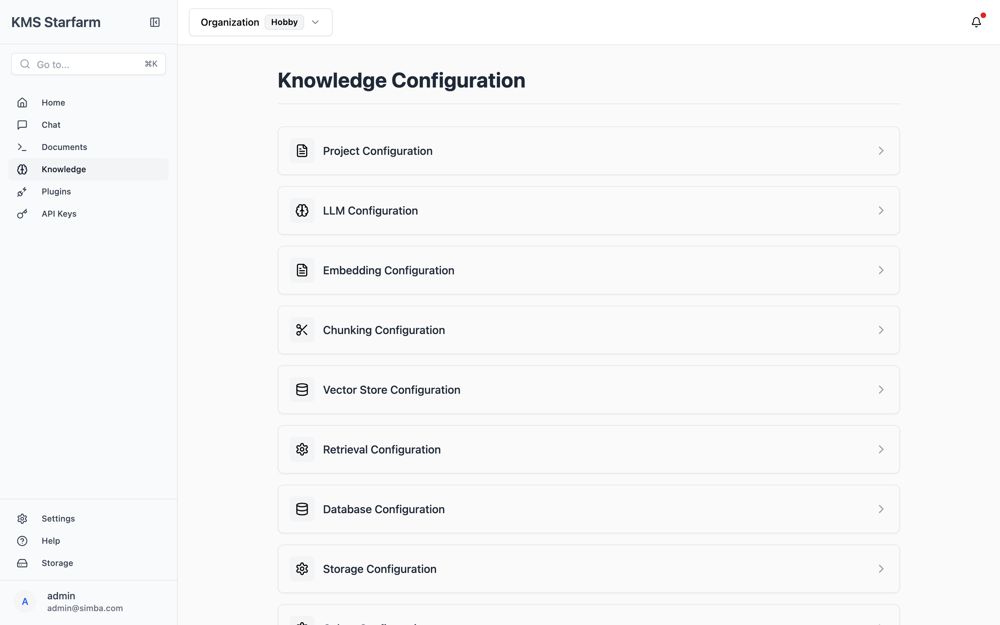 KMS Starfarm
Go to...
⌘K
Home
Chat
Documents
Knowledge
Plugins
API Keys
Settings
Help
Storage
A
admin
admin@simba.com
Organization
Hobby
Knowledge Configuration
Project Configuration
LLM Configuration
Embedding Configuration
Chunking Configuration
Vector Store Configuration
Retrieval Configuration
Database Configuration
Storage Configuration